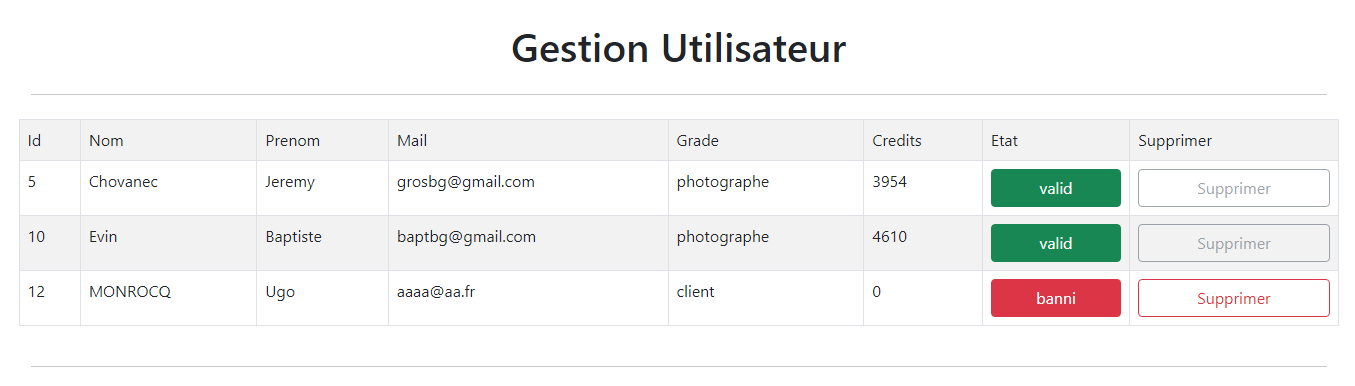 Gestion Utilisateur
Id Nom Prenom Mail Grade Credits Etat Supprimer
5 Chovanec Jeremy grosbg@gmail.com photographe 3954 valid Supprimer
10 Evin Baptiste baptbg@gmail.com photographe 4610 valid Supprimer
12 MONROCQ Ugo aaaa@aa.fr client 0 banni Supprimer